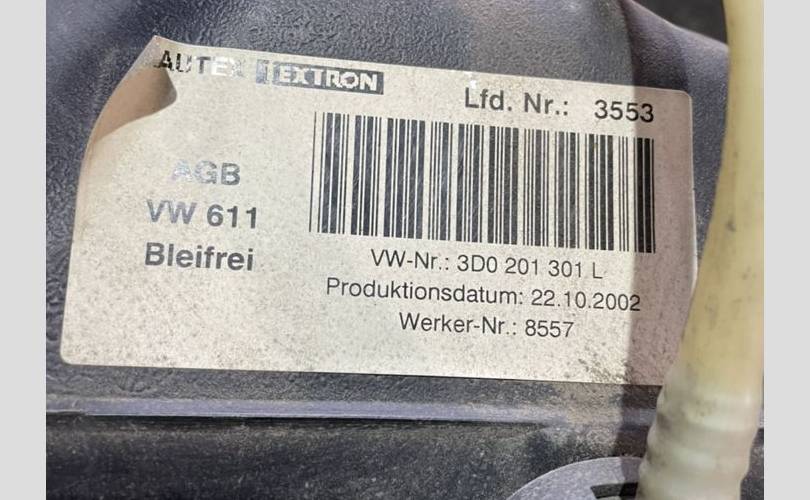 AUTEX TEXTRON
Lfd. Nr.: 3553
AGB
VW 611
Bleifrei
VW-Nr.: 3D0 201 301 L
Produktionsdatum: 22.10.2002
Werker-Nr.: 8557